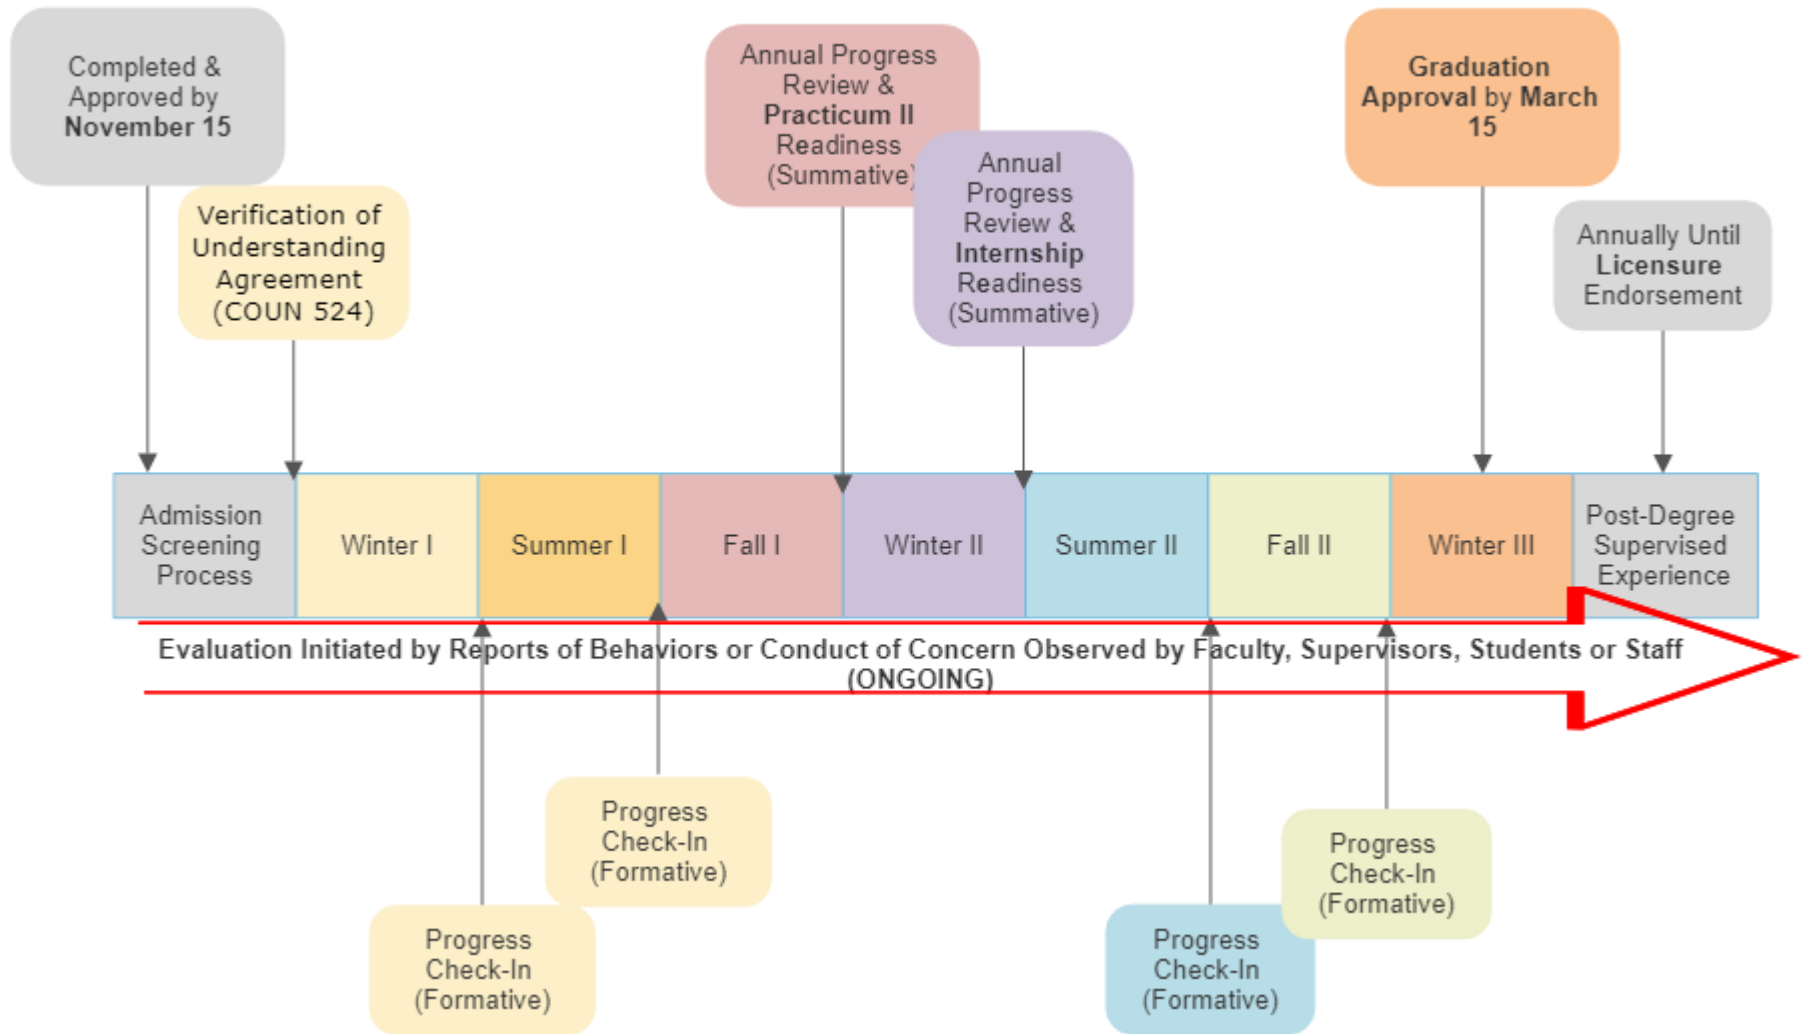 Completed &
Approved by
November 15
Verification of
Understanding
Agreement
(COUN 524)
Annual Progress
Review &
Practicum II
Readiness
(Summative)
Annual
Progress
Review &
Internship
Readiness
(Summative)
Graduation
Approval by March
15
Annually Until
Licensure
Endorsement
Admission
Screening
Process
Winter I
Summer I
Fall I
Winter II
Summer II
Fall II
Winter III
Post-Degree
Supervised
Experience
Evaluation Initiated by Reports of Behaviors or Conduct of Concern Observed by Faculty, Supervisors, Students or Staff
(ONGOING)
Progress
Check-In
(Formative)
Progress
Check-In
(Formative)
Progress
Check-In
(Formative)
Progress
Check-In
(Formative)